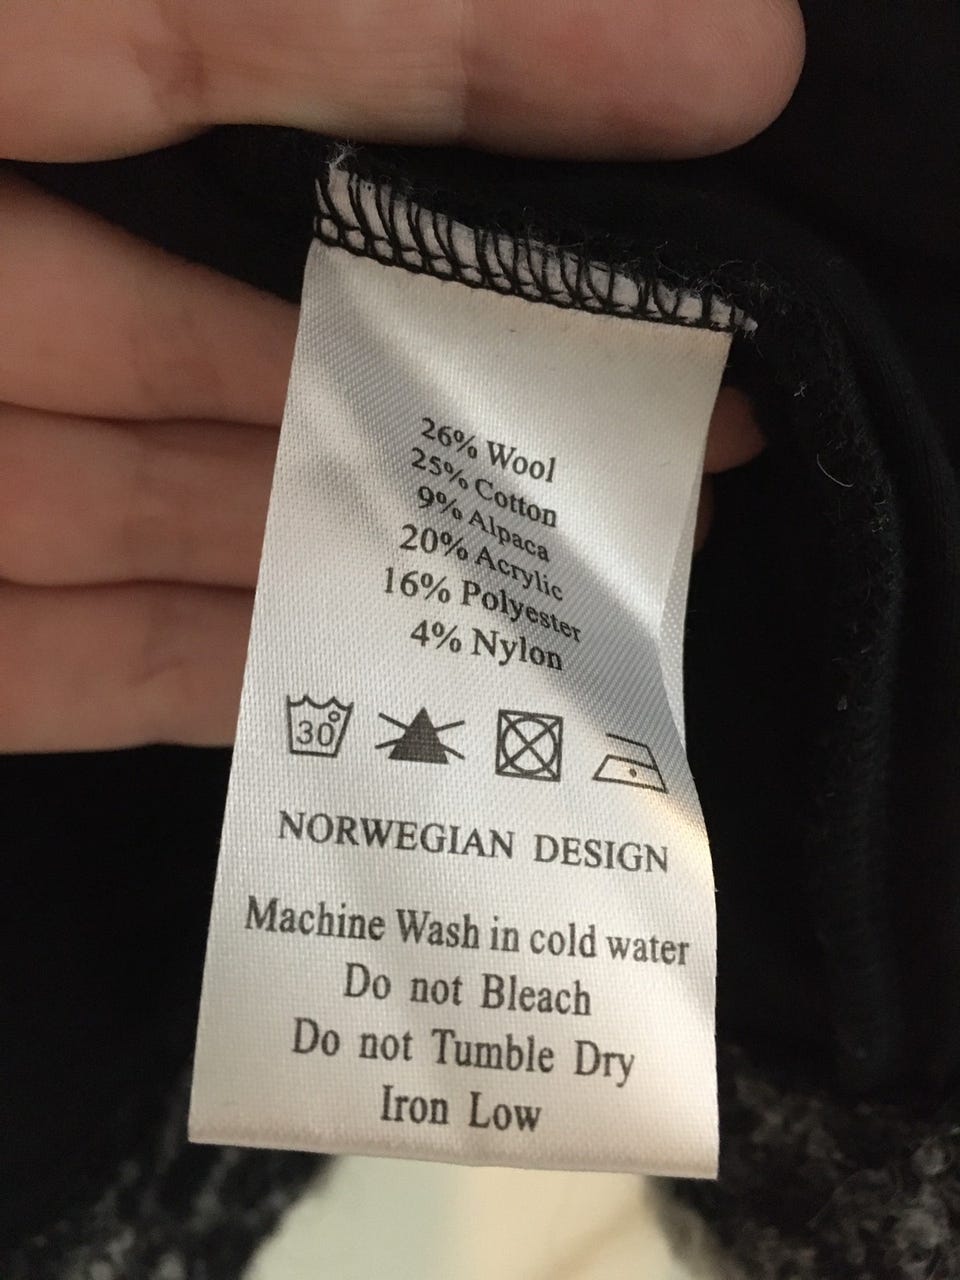 26% Wool
25% Cotton
9% Alpaca
20% Acrylic
16% Polyester
4% Nylon
30°
NORWEGIAN DESIGN
Machine Wash in cold water
Do not Bleach
Do not Tumble Dry
Iron Low